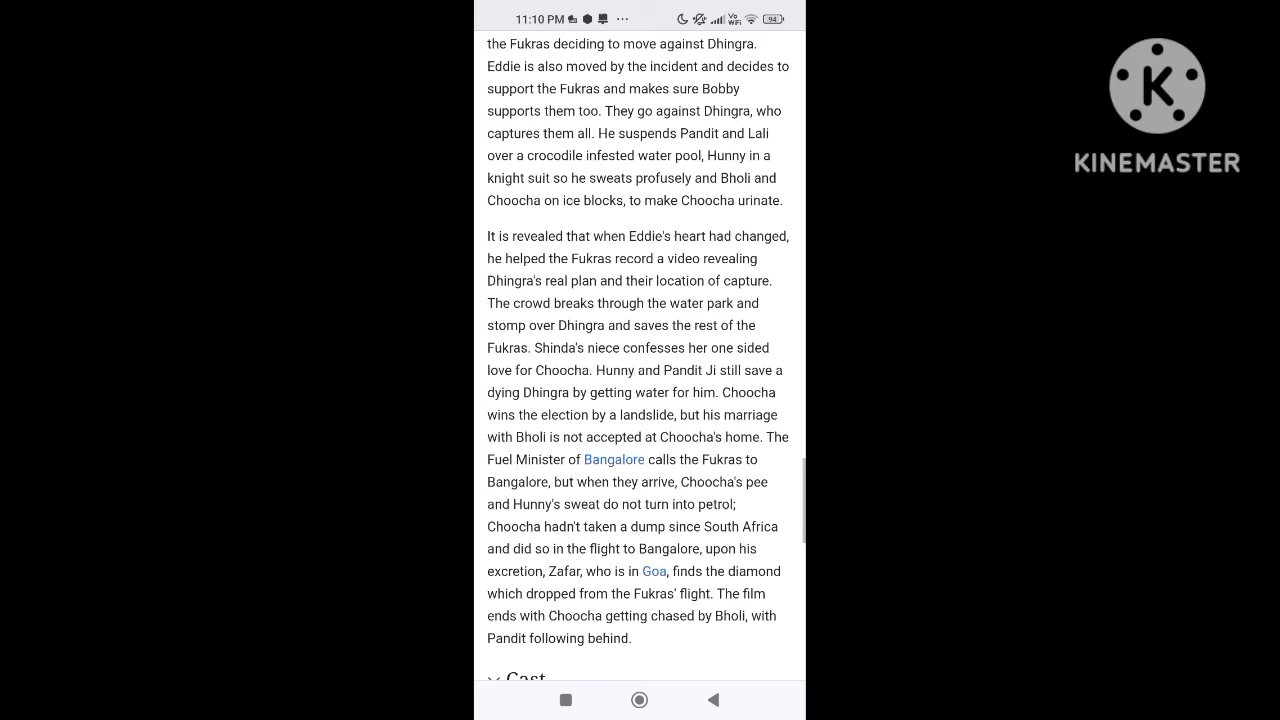 11:10 PM
Vo
WiFi
94
the Fukras deciding to move against Dhingra.
Eddie is also moved by the incident and decides to
support the Fukras and makes sure Bobby
supports them too. They go against Dhingra, who
captures them all. He suspends Pandit and Lali
over a crocodile infested water pool, Hunny in a
knight suit so he sweats profusely and Bholi and
Choocha on ice blocks, to make Choocha urinate.
It is revealed that when Eddie's heart had changed,
he helped the Fukras record a video revealing
Dhingra's real plan and their location of capture.
The crowd breaks through the water park and
stomp over Dhingra and saves the rest of the
Fukras. Shinda's niece confesses her one sided
love for Choocha. Hunny and Pandit Ji still save a
dying Dhingra by getting water for him. Choocha
wins the election by a landslide, but his marriage
with Bholi is not accepted at Choocha's home. The
Fuel Minister of Bangalore calls the Fukras to
Bangalore, but when they arrive, Choocha's pee
and Hunny's sweat do not turn into petrol;
Choocha hadn't taken a dump since South Africa
and did so in the flight to Bangalore, upon his
excretion, Zafar, who is in Goa, finds the diamond
which dropped from the Fukras' flight. The film
ends with Choocha getting chased by Bholi, with
Pandit following behind.
Cast
K
KINEMASTER